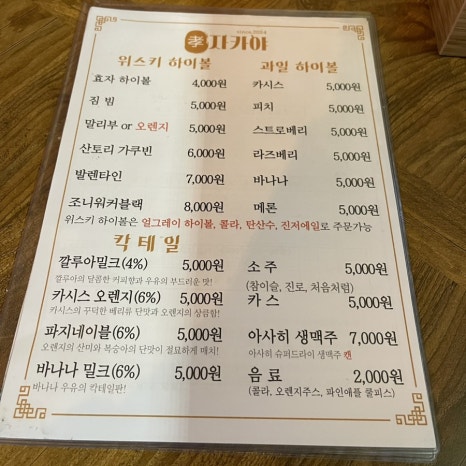 since 2024
孝자카야
위스키 하이볼
효자 하이볼 4,000원
짐 빔 5,000원
말리부 or 오렌지 5,000원
산토리 가쿠빈 6,000원
발렌타인 7,000원
조니워커블랙 8,000원
과일 하이볼
카시스 5,000원
피치 5,000원
스트로베리 5,000원
라즈베리 5,000원
바나나 5,000원
메론 5,000원
위스키 하이볼은 얼그레이 하이볼, 콜라, 탄산수, 진저에일로 주문가능
칵테일
깔루아밀크(4%) 5,000원
깔루아의 달콤한 커피향과 우유의 부드러운 맛!
카시스 오렌지(6%) 5,000원
카시스의 꾸덕한 베리류 단맛과 오렌지의 상큼함!
파지네이블(6%) 5,000원
오렌지의 산미와 복숭아의 단맛이 절묘하게 매치!
바나나 밀크(6%) 5,000원
바나나 우유의 칵테일판!
소주 5,000원
(참이슬, 진로, 처음처럼)
카스 5,000원
아사히 생맥주 7,000원
아사히 슈퍼드라이 생맥주 캔
음료 2,000원
(콜라, 오렌지주스, 파인애플 쿨피스)